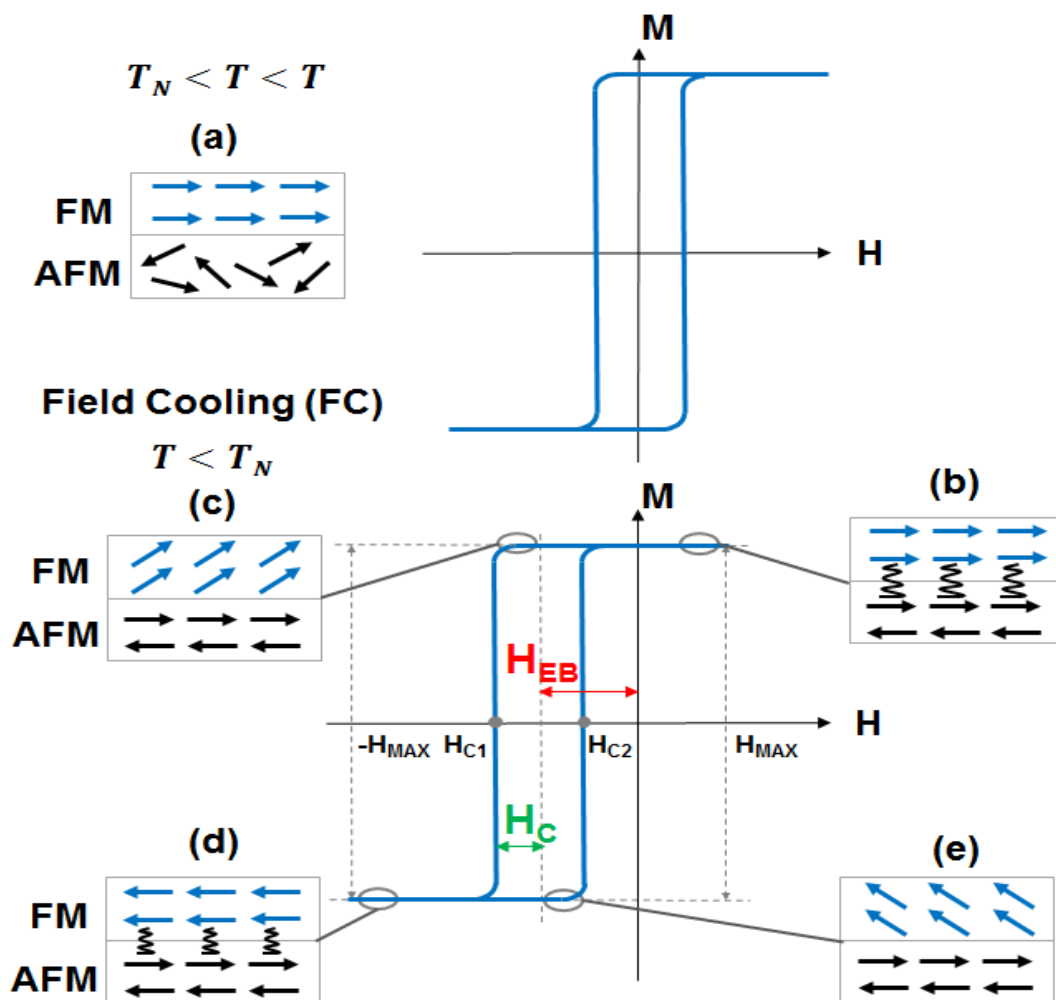 M
T_N < T < T
(a)
FM
AFM
H
Field Cooling (FC)
T < T_N
(c)
M
(b)
FM
AFM
H_EB
H
-H_MAX H_C1 H_C2 H_MAX
H_C
(d)
(e)
FM
AFM